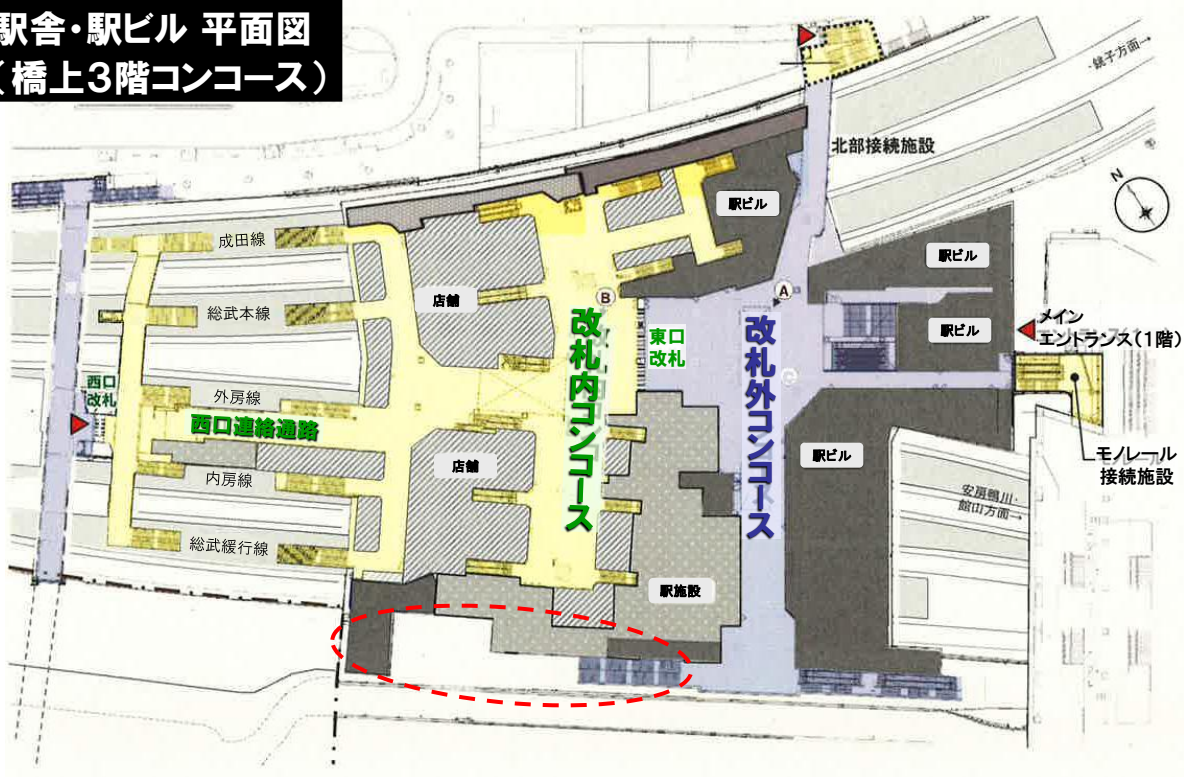 駅舎・駅ビル 平面図
（橋上3階コンコース）
銚子方面→
北部接続施設
N
駅ビル
成田線
駅ビル
店舗
B
A
総武本線
駅ビル
メイン
エントランス(1階)
改札内コンコース
東口
改札
改札外コンコース
西口
改札
外房線
西口連絡通路
モノレール
接続施設
店舗
駅ビル
内房線
安房鴨川・
館山方面→
総武緩行線
駅施設